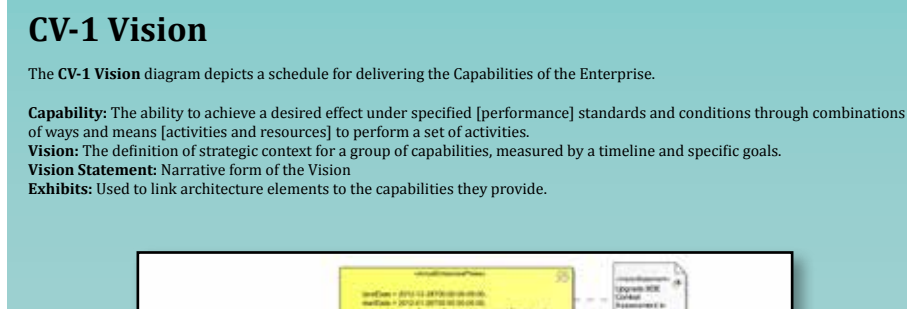 CV-1 Vision
The CV-1 Vision diagram depicts a schedule for delivering the Capabilities of the Enterprise.
Capability: The ability to achieve a desired effect under specified [performance] standards and conditions through combinations
of ways and means [activities and resources] to perform a set of activities.
Vision: The definition of strategic context for a group of capabilities, measured by a timeline and specific goals.
Vision Statement: Narrative form of the Vision
Exhibits: Used to link architecture elements to the capabilities they provide.